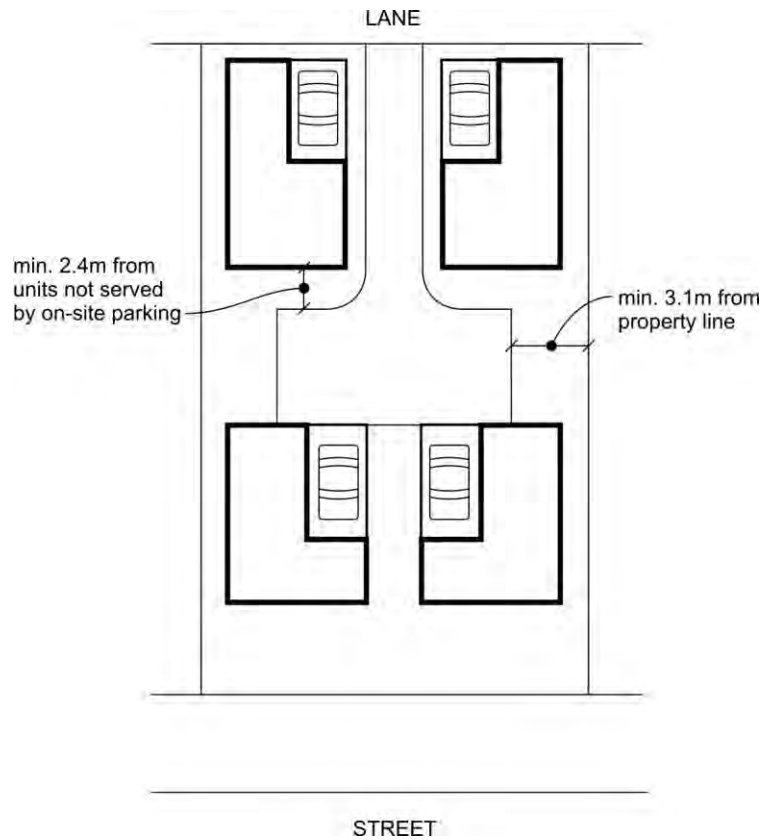 LANE
min. 2.4m from
units not served
by on-site parking
min. 3.1m from
property line
STREET